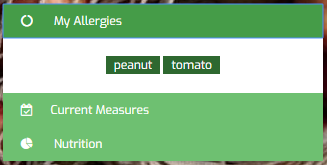 My Allergies
peanut tomato
Current Measures
Nutrition